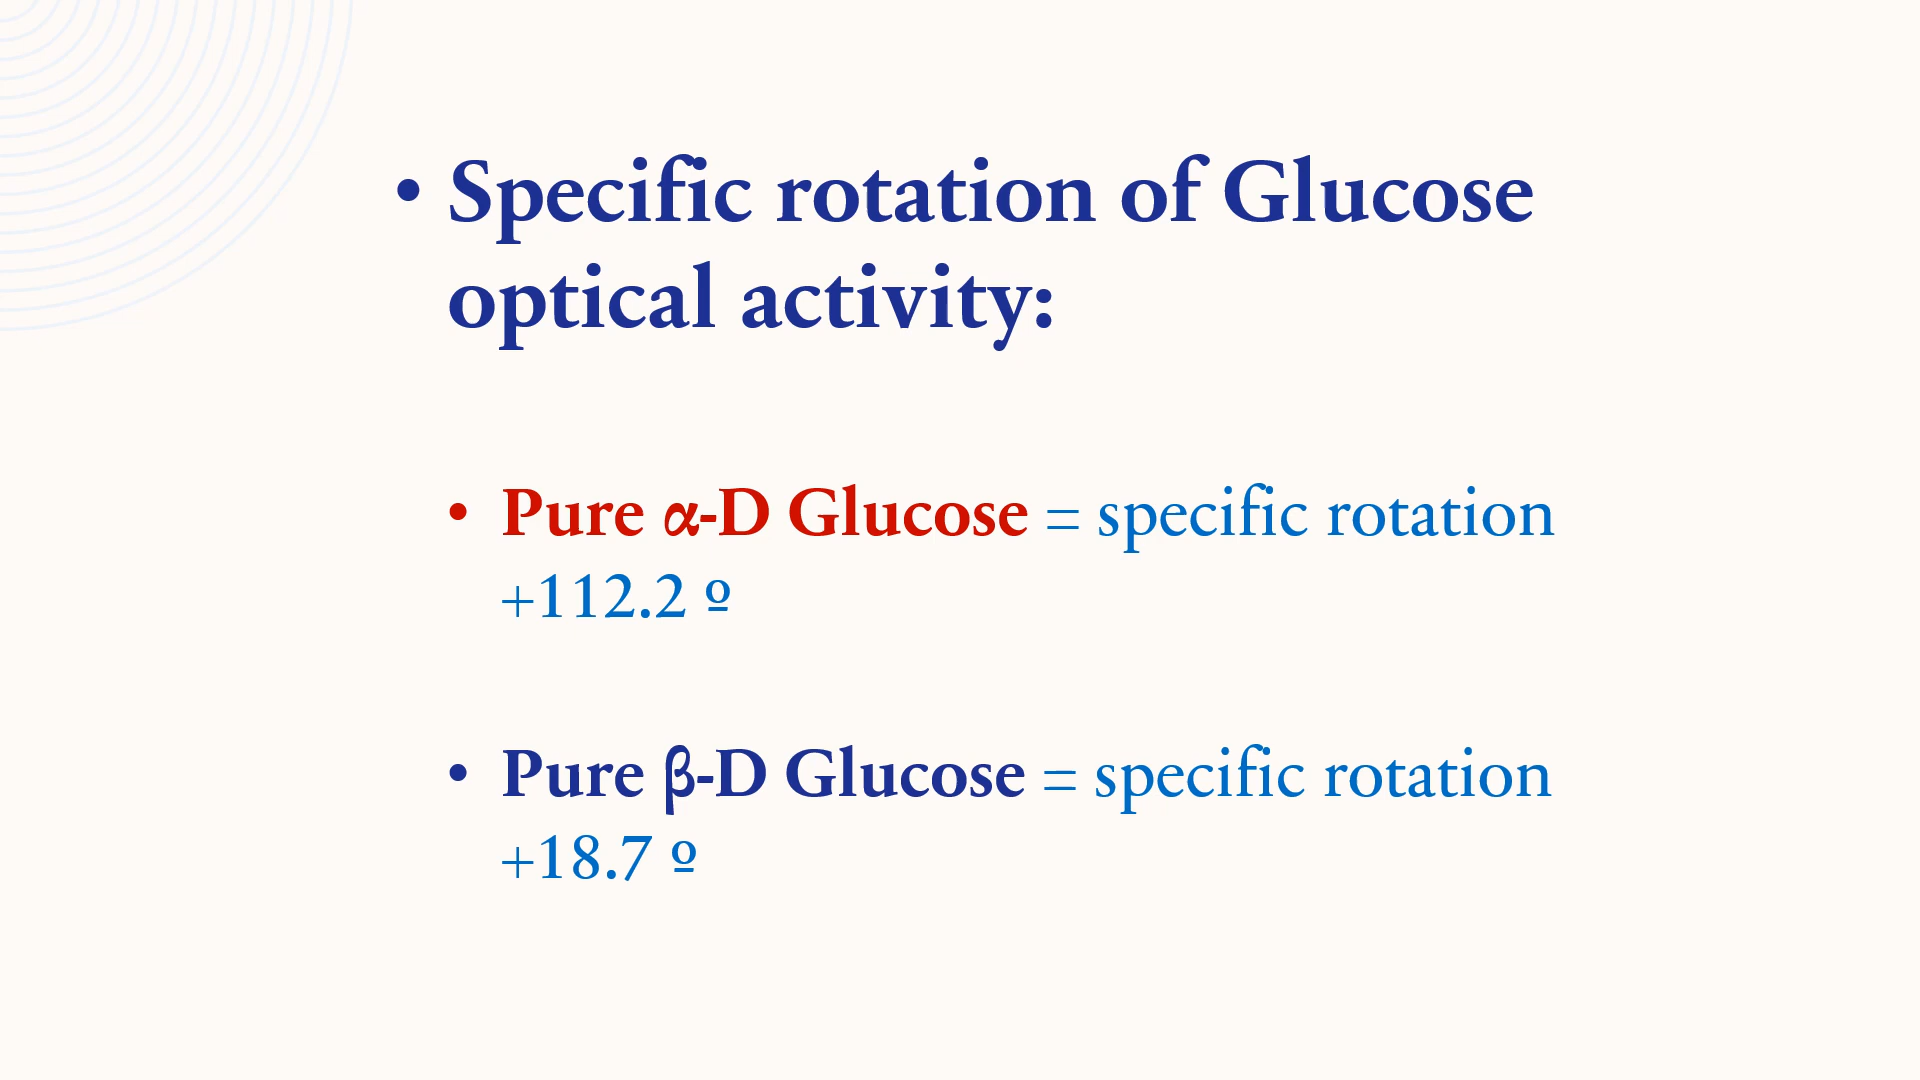 • Specific rotation of Glucose
optical activity:
• Pure α-D Glucose = specific rotation
+112.2 º
• Pure β-D Glucose = specific rotation
+18.7 º